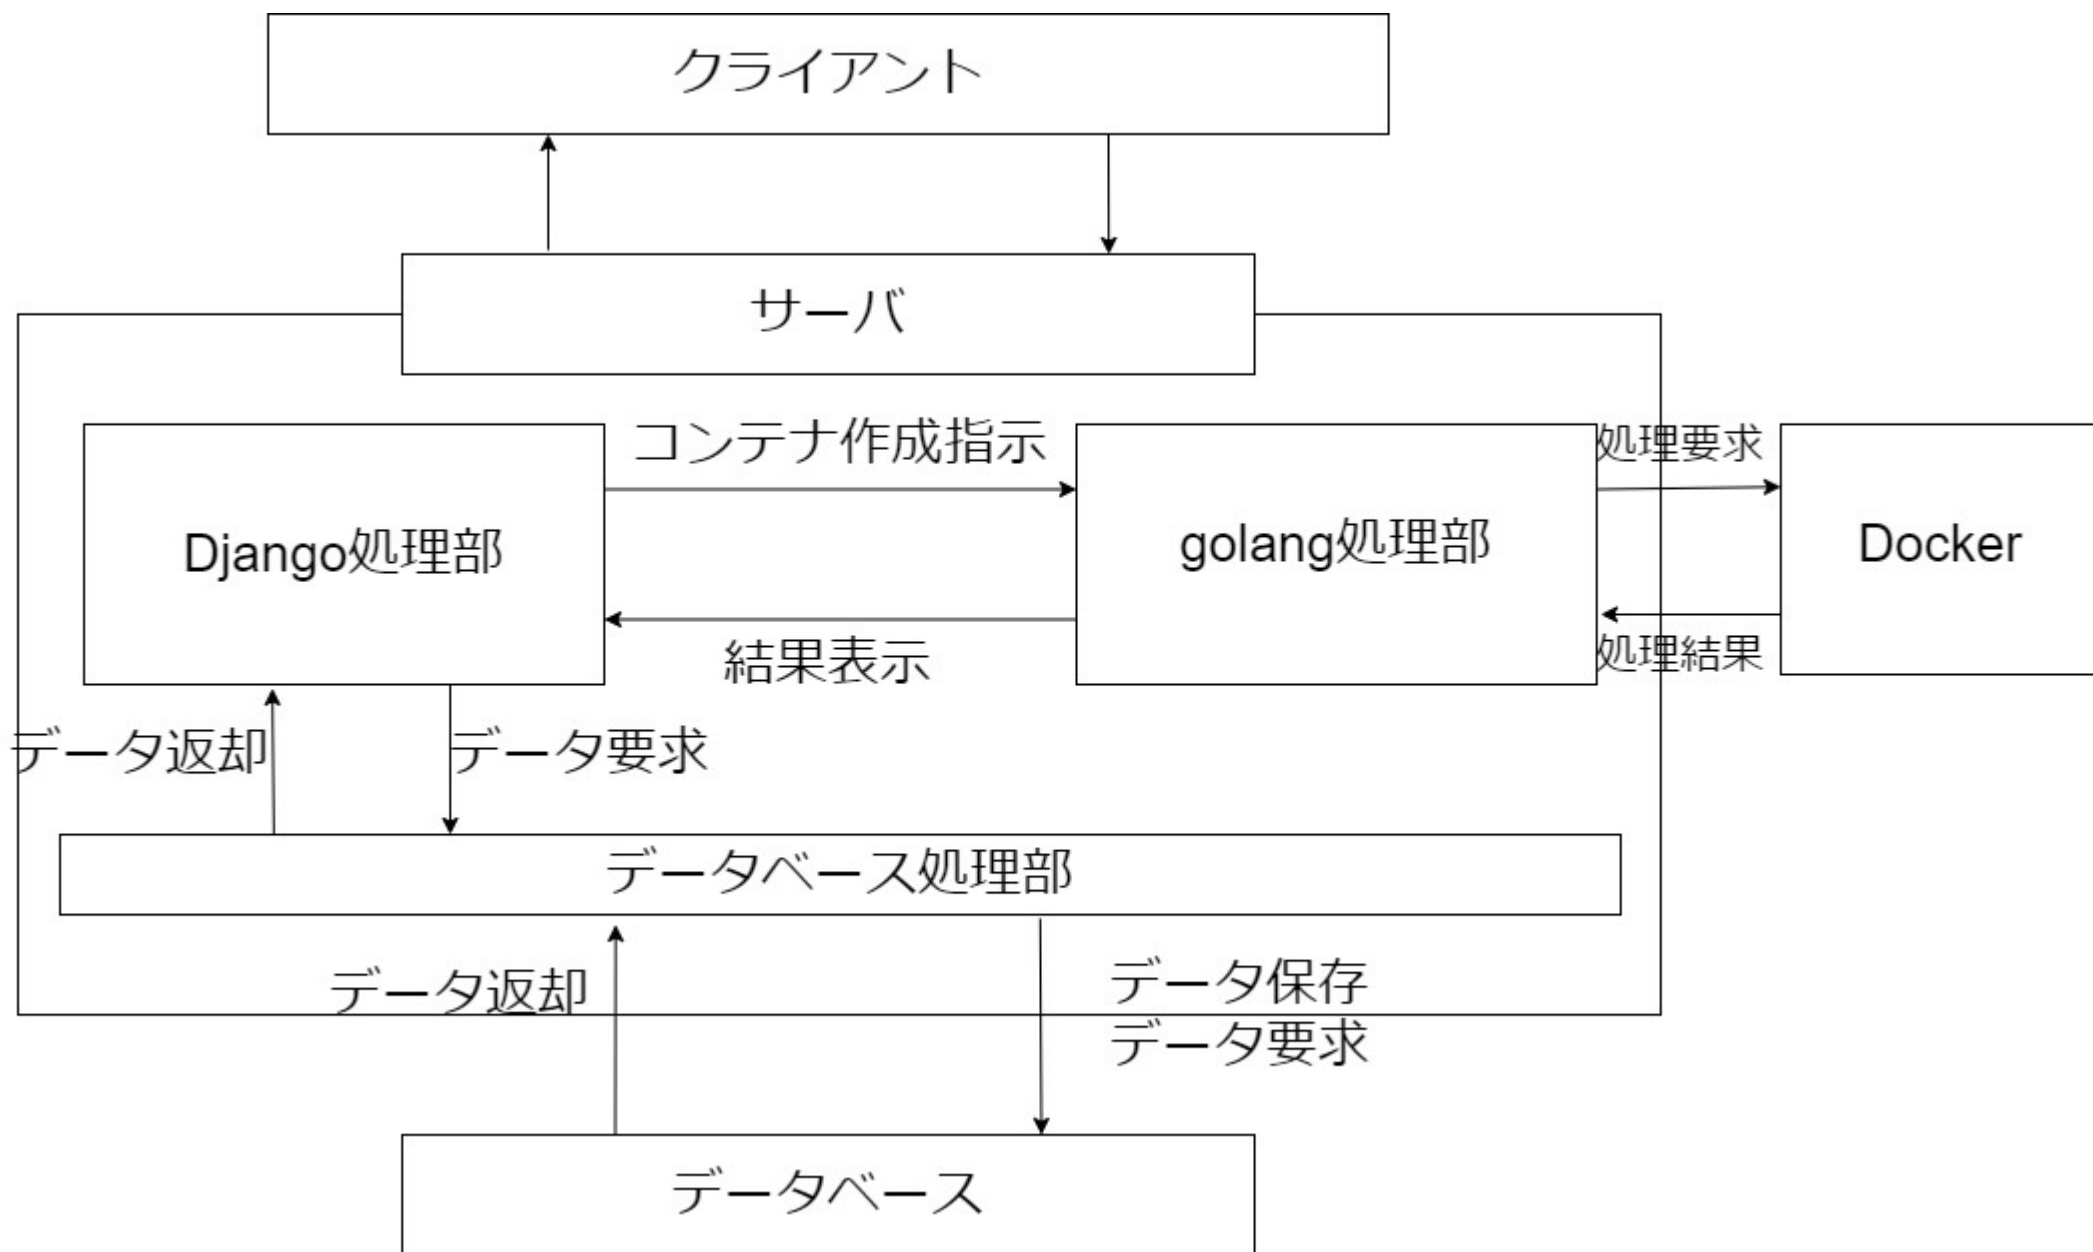 クライアント
サーバ
コンテナ作成指示
処理要求
Django処理部
golang処理部
Docker
結果表示
処理結果
データ返却
データ要求
データベース処理部
データ返却
データ保存
データ要求
データベース